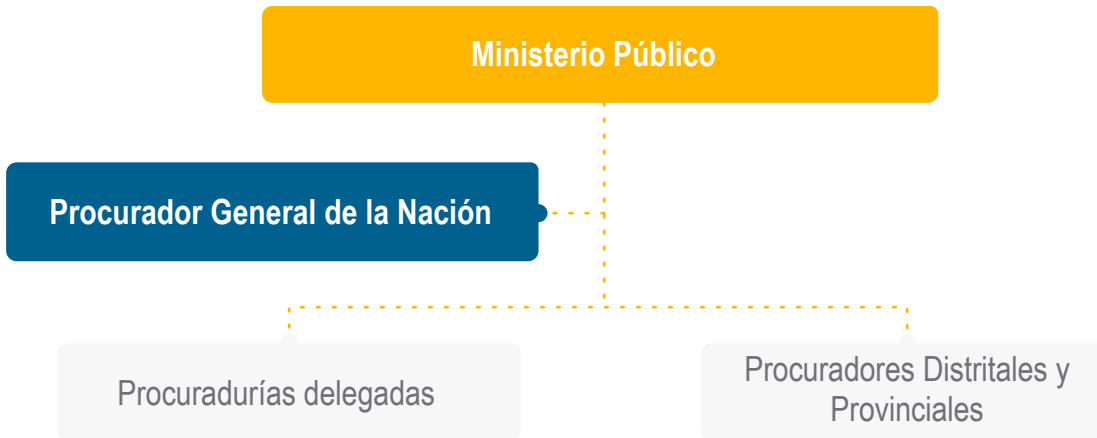 Ministerio Público
Procurador General de la Nación
Procuradurías delegadas
Procuradores Distritales y
Provinciales